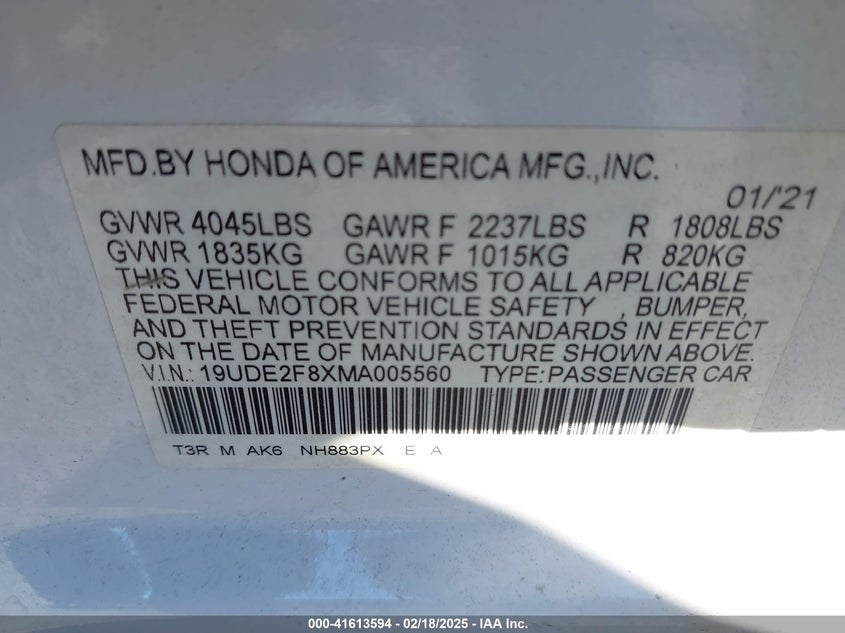 MFD.BY HONDA OF AMERICA MFG.,INC.
01/'21
GVWR 4045LBS GAWR F 2237LBS R 1808LBS
GVWR 1835KG GAWR F 1015KG R 820KG
THIS VEHICLE CONFORMS TO ALL APPLICABLE
FEDERAL MOTOR VEHICLE SAFETY , BUMPER,
AND THEFT PREVENTION STANDARDS IN EFFECT
ON THE DATE OF MANUFACTURE SHOWN ABOVE.
V.I.N.: 19UDE2F8XMA005560 TYPE:PASSENGER CAR
T3R M AK6 NH883PX .E A
000-41613594 - 02/18/2025 - IAA Inc.